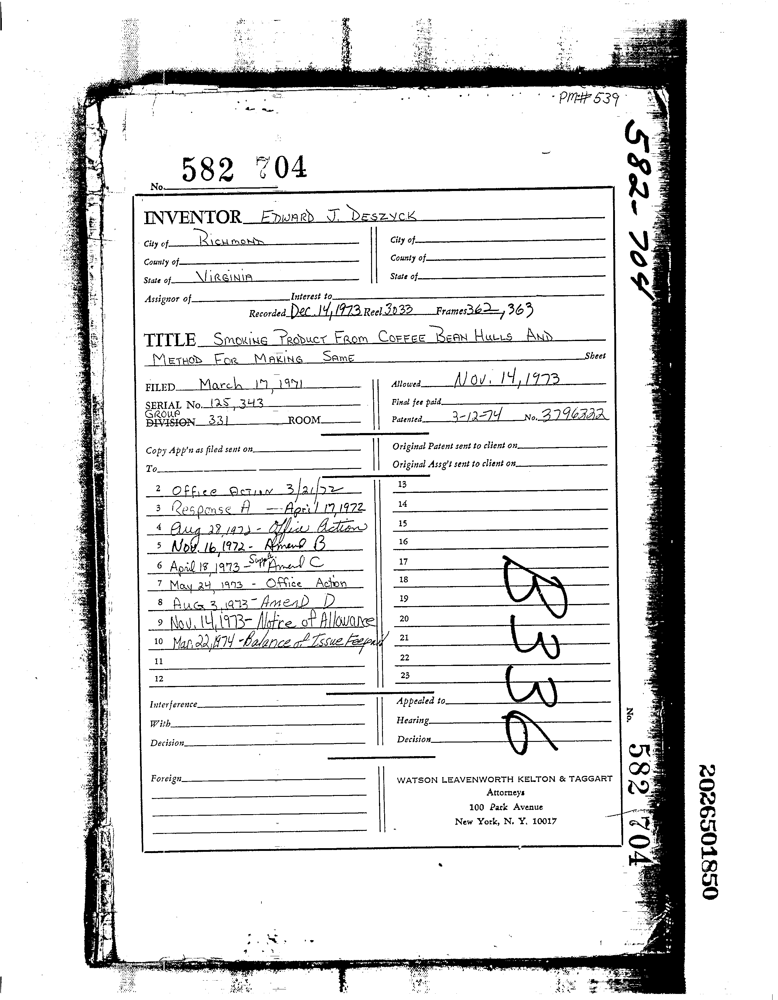 PM# 539
582 704
No.
582-704
INVENTOR EDWARD J. DESZYCK
City of RICHMOND
City of
County of
County of
State of VIRGINIA
State of
Assignor of Interest to
Recorded Dec. 14, 1973 Reel 3033 Frames 362, 363
TITLE SMOKING PRODUCT FROM COFFEE BEAN HULLS AND
METHOD FOR MAKING SAME Sheet
FILED March 17, 1971
Allowed Nov. 14, 1973
SERIAL No. 125,343
Final fee paid
GROUP
DIVISION 331 ROOM
Patented 3-12-74 No. 3796222
Copy App'n as filed sent on
Original Patent sent to client on
To
Original Assg't sent to client on
2 Office Action 3/21/72
13
3 Response A - April 17, 1972
14
4 Aug 28, 1972 - Office Action
15
5 Nov. 16, 1972 - Amend B
16
6 April 18, 1973 - Suppl. Amend C
17
7 May 24, 1973 - Office Action
18
8 AUG 3, 1973 - AMEND D
19
9 Nov. 14, 1973 - Notice of Allowance
20
10 Mar. 22, 1974 - Balance of Issue Fee paid
21
11
22
12
23
B336
Interference
Appealed to
With
Hearing
Decision
Decision
Foreign
WATSON LEAVENWORTH KELTON & TAGGART
Attorneys
100 Park Avenue
New York, N. Y. 10017
No. 582 704
2026501850